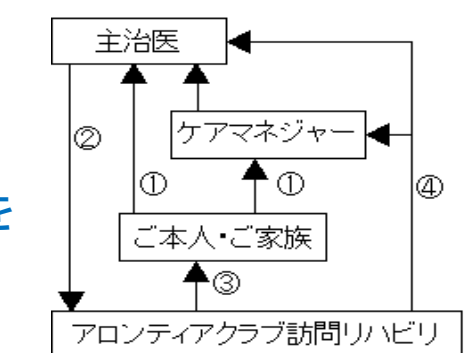 主治医
②
ケアマネジャー
① ① ④
を
ご本人・ご家族
③
アロンティアクラブ訪問リハビリ